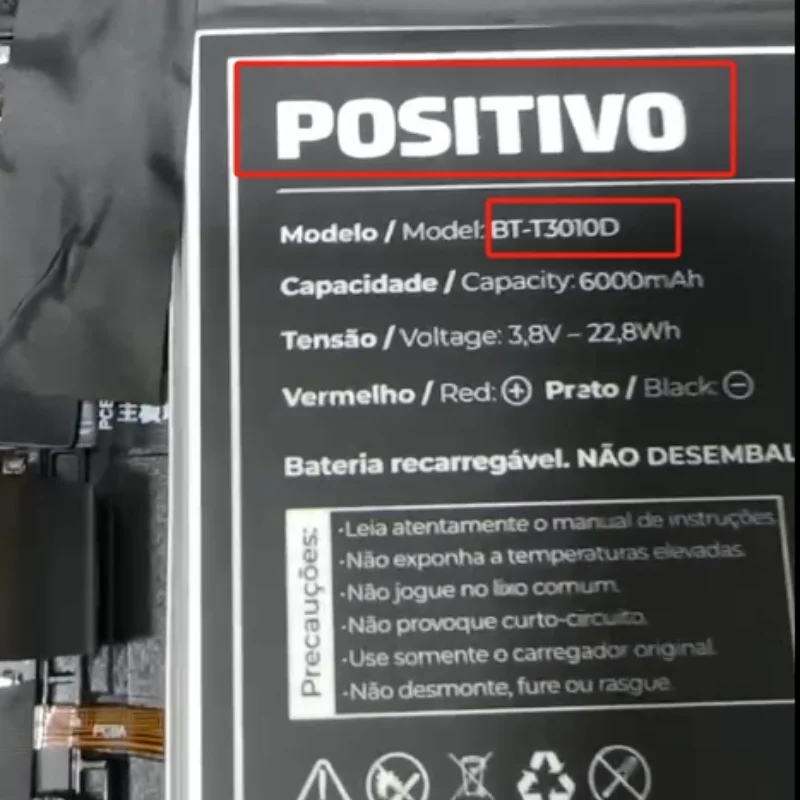 POSITIVO
Modelo / Model: BT-T3010D
Capacidade / Capacity: 6000mAh
Tensão / Voltage: 3,8V – 22,8Wh
Vermelho / Red: + Prato / Black: −
Bateria recarregável. NÃO DESEMBAL
Precauções:
•Leia atentamente o manual de instruções.
•Não exponha a temperaturas elevadas.
•Não jogue no lixo comum.
•Não provoque curto-circuito.
•Use somente o carregador original.
•Não desmonte, fure ou rasgue.
PCB